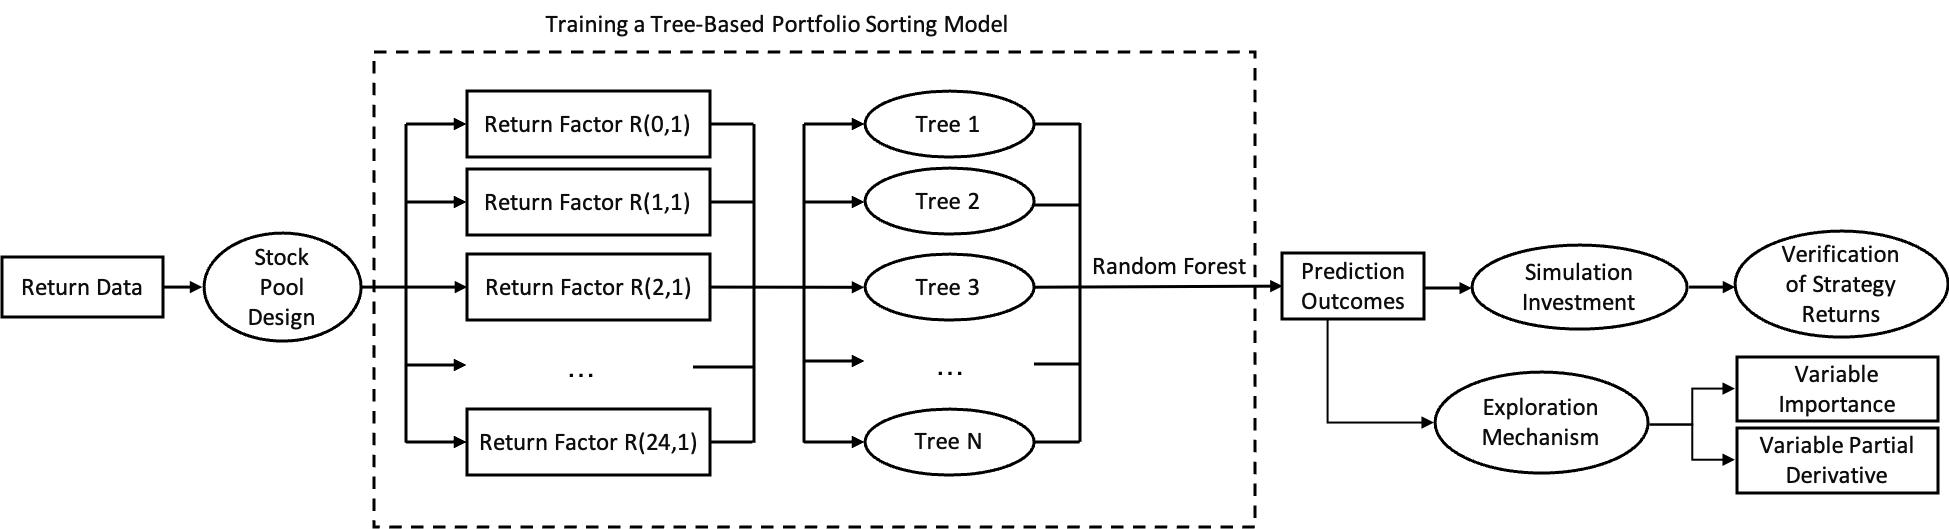 Training a Tree-Based Portfolio Sorting Model
Return Data
Stock
Pool
Design
Return Factor R(0,1)
Return Factor R(1,1)
Return Factor R(2,1)
...
Return Factor R(24,1)
Tree 1
Tree 2
Tree 3
...
Tree N
Random Forest
Prediction
Outcomes
Simulation
Investment
Verification
of Strategy
Returns
Exploration
Mechanism
Variable
Importance
Variable Partial
Derivative